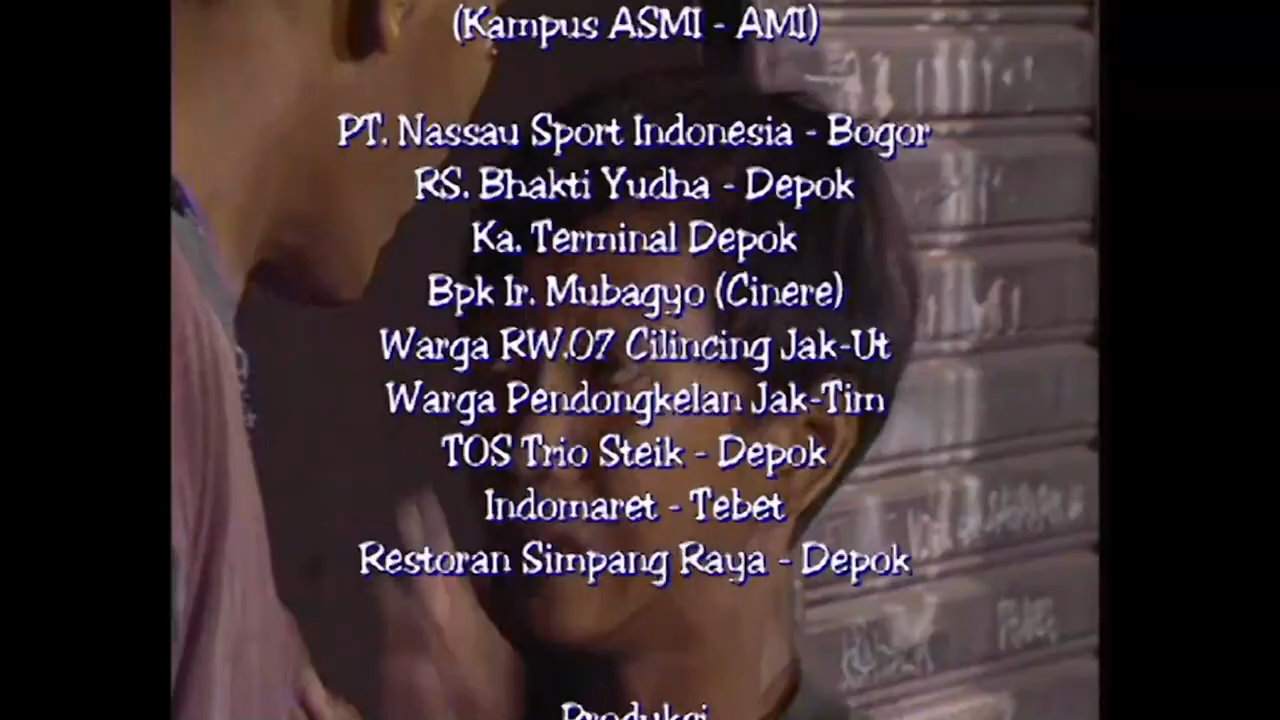 (Kampus ASMI - AMI)
PT. Nassau Sport Indonesia - Bogor
RS. Bhakti Yudha - Depok
Ka. Terminal Depok
Bpk Ir. Mubagyo (Cinere)
Warga RW.07 Cilincing Jak-Ut
Warga Pendongkelan Jak-Tim
TOS Trio Steik - Depok
Indomaret - Tebet
Restoran Simpang Raya - Depok
Produksi